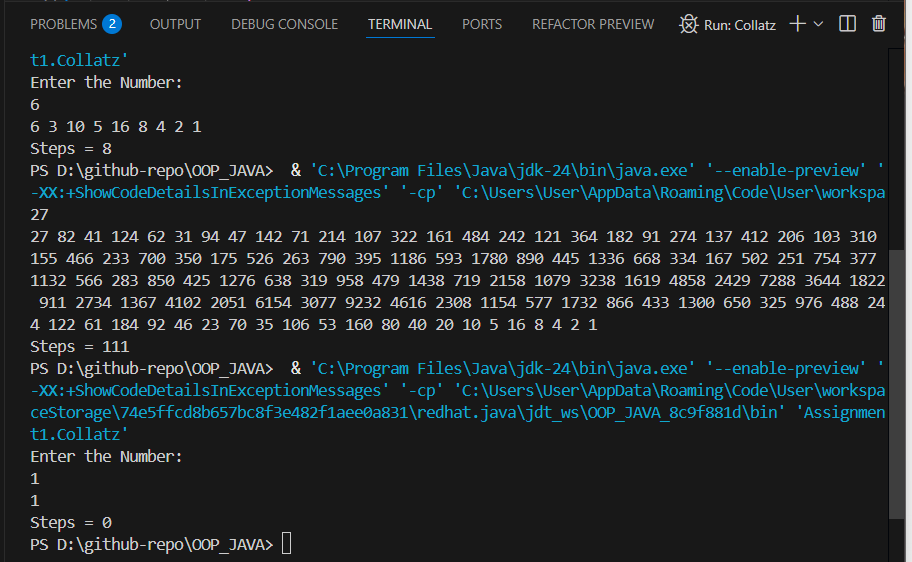 PROBLEMS 2 OUTPUT DEBUG CONSOLE TERMINAL PORTS REFACTOR PREVIEW Run: Collatz
t1.Collatz'
Enter the Number:
6
6 3 10 5 16 8 4 2 1
Steps = 8
PS D:\github-repo\OOP_JAVA>  & 'C:\Program Files\Java\jdk-24\bin\java.exe' '--enable-preview' '
-XX:+ShowCodeDetailsInExceptionMessages' '-cp' 'C:\Users\User\AppData\Roaming\Code\User\workspa
27
27 82 41 124 62 31 94 47 142 71 214 107 322 161 484 242 121 364 182 91 274 137 412 206 103 310
155 466 233 700 350 175 526 263 790 395 1186 593 1780 890 445 1336 668 334 167 502 251 754 377
1132 566 283 850 425 1276 638 319 958 479 1438 719 2158 1079 3238 1619 4858 2429 7288 3644 1822
911 2734 1367 4102 2051 6154 3077 9232 4616 2308 1154 577 1732 866 433 1300 650 325 976 488 24
4 122 61 184 92 46 23 70 35 106 53 160 80 40 20 10 5 16 8 4 2 1
Steps = 111
PS D:\github-repo\OOP_JAVA>  & 'C:\Program Files\Java\jdk-24\bin\java.exe' '--enable-preview' '
-XX:+ShowCodeDetailsInExceptionMessages' '-cp' 'C:\Users\User\AppData\Roaming\Code\User\workspa
ceStorage\74e5ffcd8b657bc8f3e482f1aee0a831\redhat.java\jdt_ws\OOP_JAVA_8c9f881d\bin' 'Assignmen
t1.Collatz'
Enter the Number:
1
1
Steps = 0
PS D:\github-repo\OOP_JAVA>